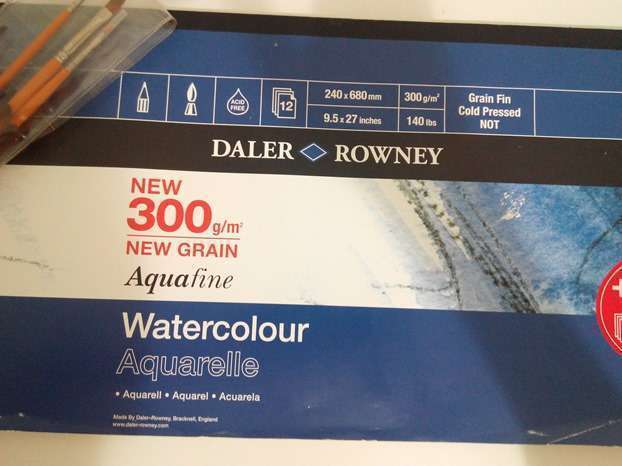 ACID FREE
12
240 x 680 mm
9.5 x 27 inches
300 g/m²
140 lbs
Grain Fin
Cold Pressed
NOT
DALER ROWNEY
NEW
300g/m²
NEW GRAIN
Aquafine
Watercolour
Aquarelle
• Aquarell • Aquarel • Acuarela
Made By Daler-Rowney, Bracknell, England
www.daler-rowney.com